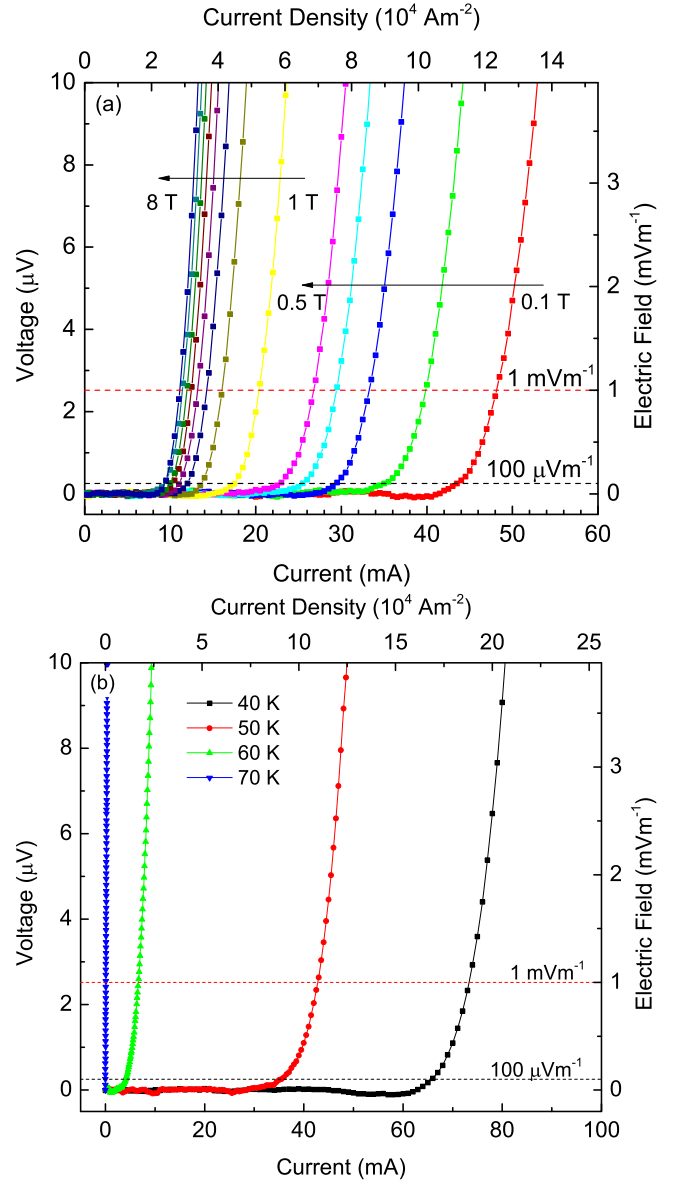 Current Density (10⁴ Am⁻²)
0 2 4 6 8 10 12 14
(a)
10
8
6
4
2
0
Voltage (µV)
3
2
1
0
Electric Field (mVm⁻¹)
8 T
1 T
0.5 T
0.1 T
1 mVm⁻¹
100 µVm⁻¹
0 10 20 30 40 50 60
Current (mA)
Current Density (10⁴ Am⁻²)
0 5 10 15 20 25
(b)
40 K
50 K
60 K
70 K
10
8
6
4
2
0
Voltage (µV)
3
2
1
0
Electric Field (mVm⁻¹)
1 mVm⁻¹
100 µVm⁻¹
0 20 40 60 80 100
Current (mA)